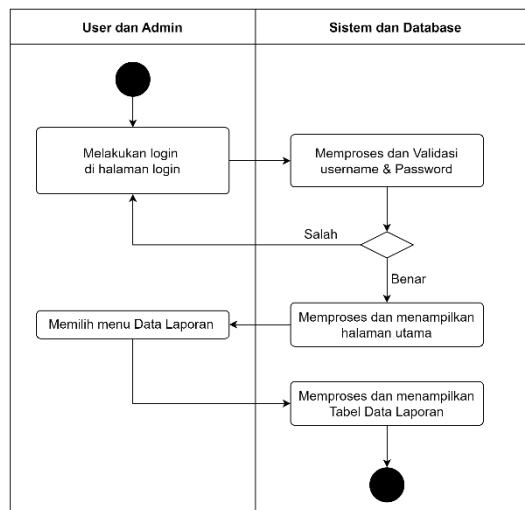 User dan Admin
Sistem dan Database
Melakukan login
di halaman login
Memproses dan Validasi
username & Password
Salah
Benar
Memproses dan menampilkan
halaman utama
Memilih menu Data Laporan
Memproses dan menampilkan
Tabel Data Laporan